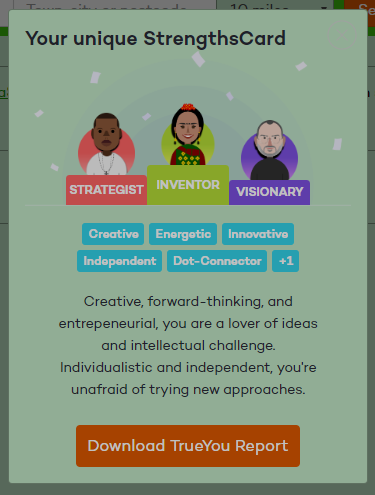 Town, city or postcode
10 miles
Se
Your unique StrengthsCard
STRATEGIST
INVENTOR
VISIONARY
Creative
Energetic
Innovative
Independent
Dot-Connector
+1
Creative, forward-thinking, and
entrepeneurial, you are a lover of ideas
and intellectual challenge.
Individualistic and independent, you're
unafraid of trying new approaches.
Download TrueYou Report